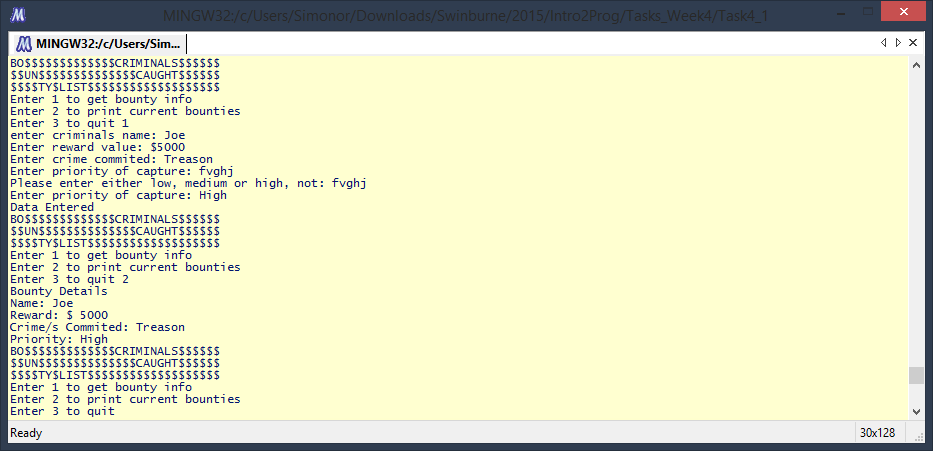 MINGW32:/c/Users/Simonor/Downloads/Swinburne/2015/Intro2Prog/Tasks_Week4/Task4_1
MINGW32:/c/Users/Sim...
BO$$$$$$$$$$$$$CRIMINALS$$$$$$
$$UN$$$$$$$$$$$$$$CAUGHT$$$$$$
$$$$TY$LIST$$$$$$$$$$$$$$$$$$$
Enter 1 to get bounty info
Enter 2 to print current bounties
Enter 3 to quit 1
enter criminals name: Joe
Enter reward value: $5000
Enter crime commited: Treason
Enter priority of capture: fvghj
Please enter either low, medium or high, not: fvghj
Enter priority of capture: High
Data Entered
BO$$$$$$$$$$$$$CRIMINALS$$$$$$
$$UN$$$$$$$$$$$$$$CAUGHT$$$$$$
$$$$TY$LIST$$$$$$$$$$$$$$$$$$$
Enter 1 to get bounty info
Enter 2 to print current bounties
Enter 3 to quit 2
Bounty Details
Name: Joe
Reward: $ 5000
Crime/s Commited: Treason
Priority: High
BO$$$$$$$$$$$$$CRIMINALS$$$$$$
$$UN$$$$$$$$$$$$$$CAUGHT$$$$$$
$$$$TY$LIST$$$$$$$$$$$$$$$$$$$
Enter 1 to get bounty info
Enter 2 to print current bounties
Enter 3 to quit
Ready
30x128